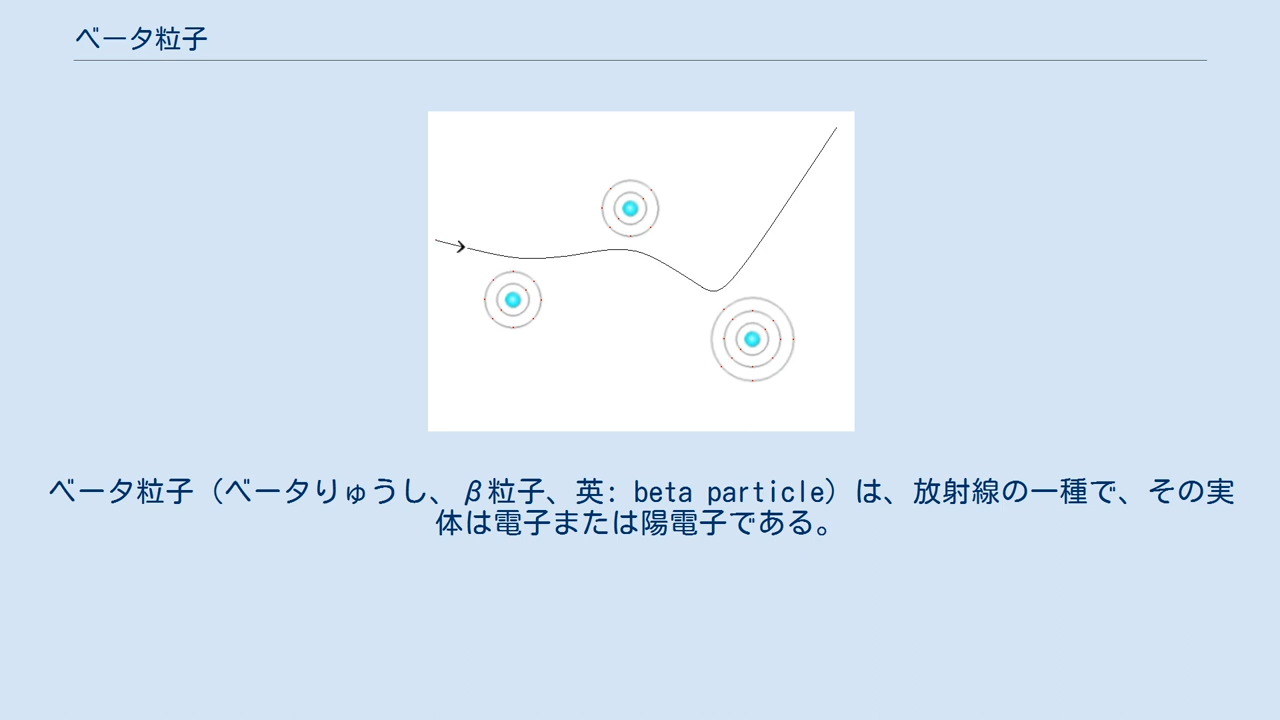 ベータ粒子
ベータ粒子（ベータりゅうし、β粒子、英: beta particle）は、放射線の一種で、その実
体は電子または陽電子である。